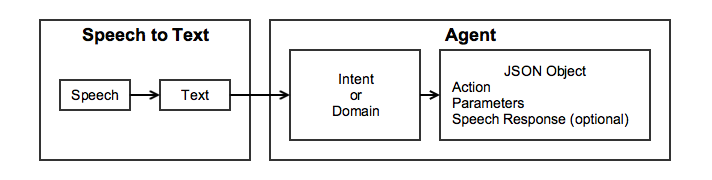 Speech to Text
Speech
Text
Agent
Intent
or
Domain
JSON Object
Action
Parameters
Speech Response (optional)